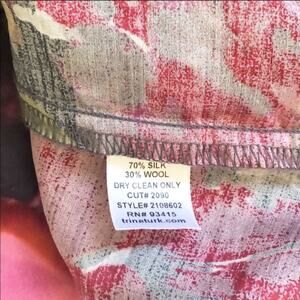 70% SILK
30% WOOL
DRY CLEAN ONLY
CUT# 2090
STYLE# 2108602
RN# 93415
trinaturk.com